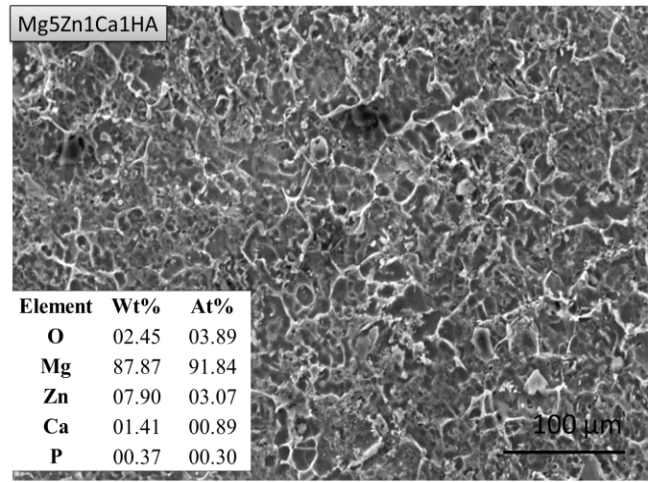 Mg5Zn1Ca1HA
Element Wt% At%
O 02.45 03.89
Mg 87.87 91.84
Zn 07.90 03.07
Ca 01.41 00.89
P 00.37 00.30
100 µm